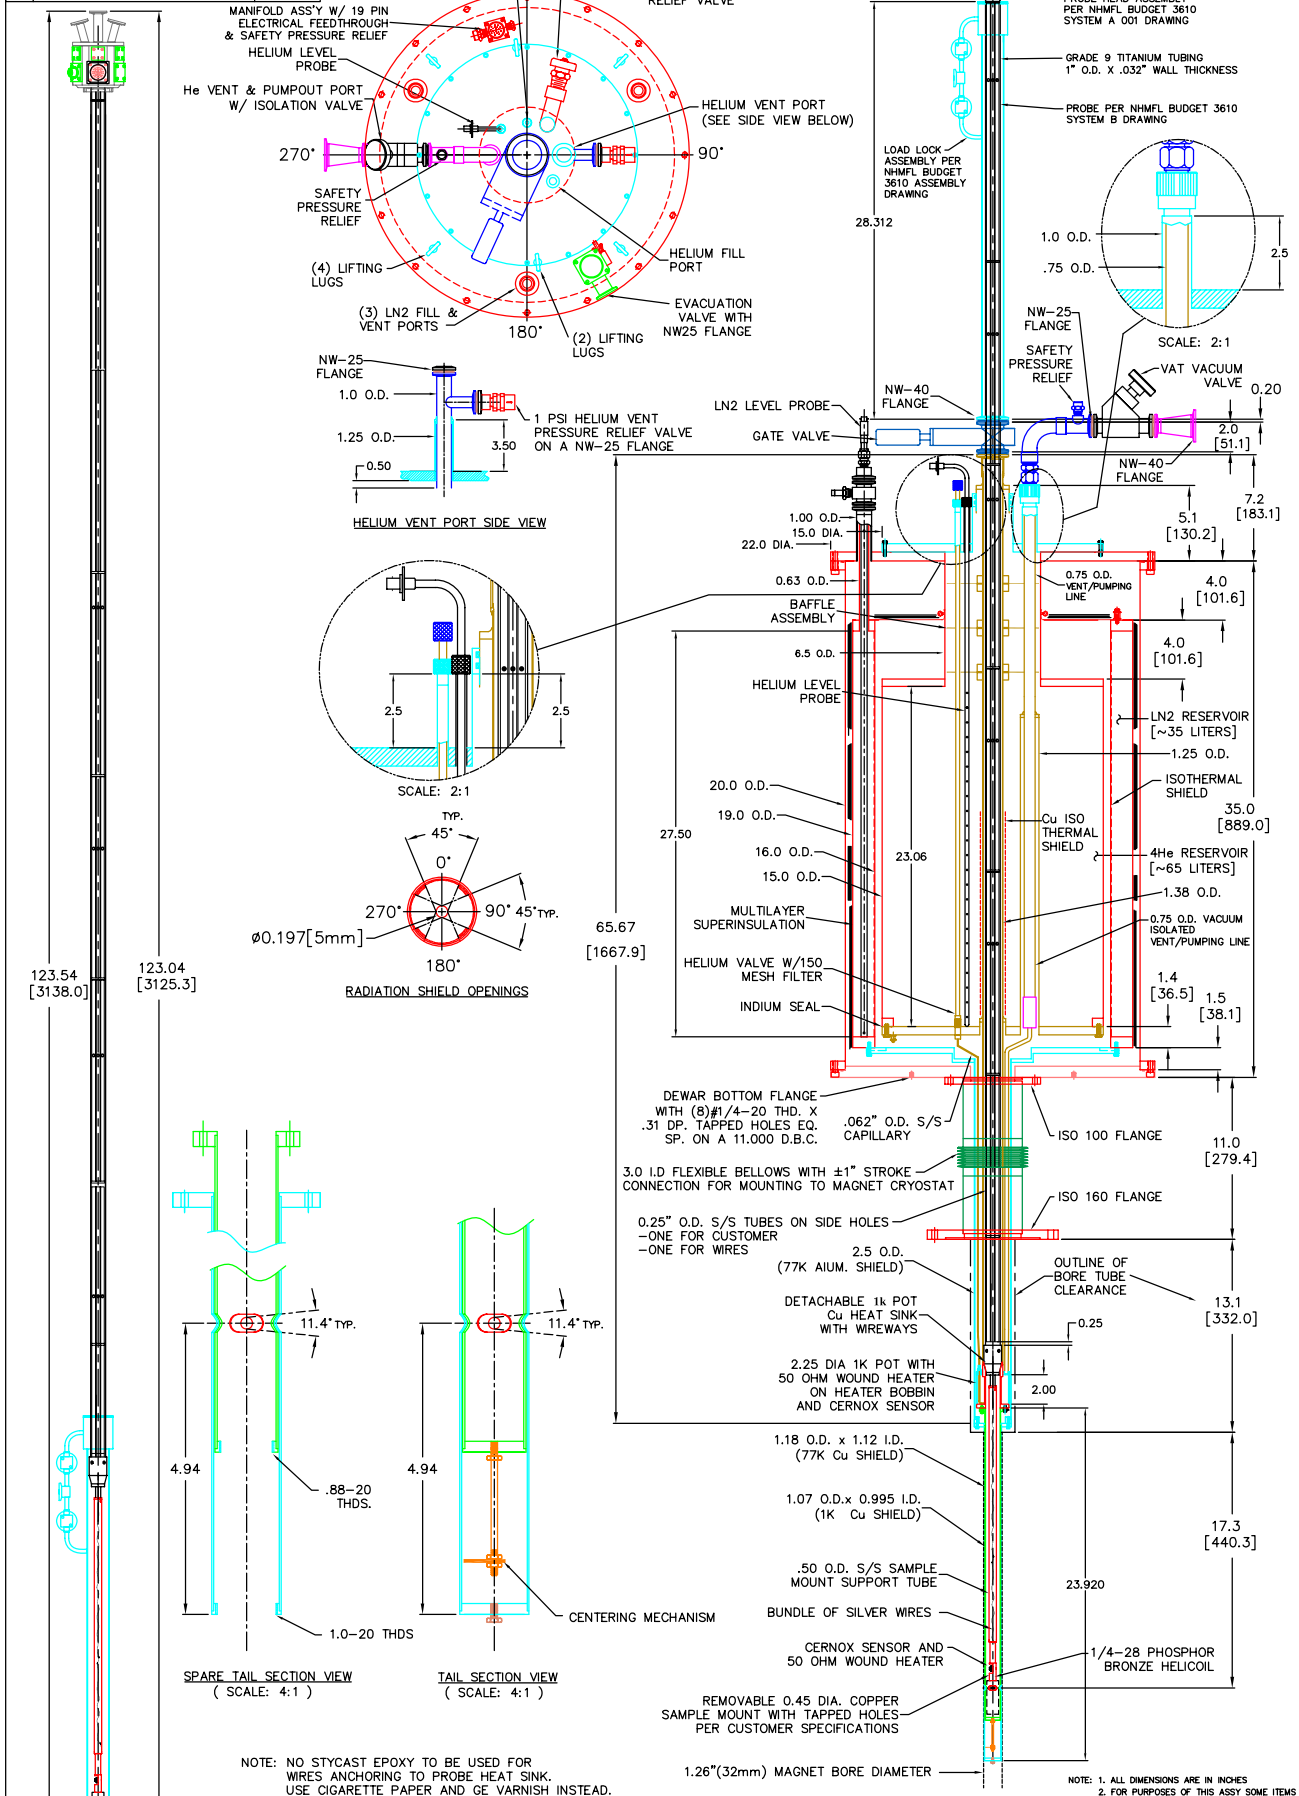 MANIFOLD ASS'Y W/ 19 PIN
ELECTRICAL FEEDTHROUGH
& SAFETY PRESSURE RELIEF
HELIUM LEVEL
PROBE
He VENT & PUMPOUT PORT
W/ ISOLATION VALVE
270°
SAFETY
PRESSURE
RELIEF
(4) LIFTING
LUGS
(3) LN2 FILL &
VENT PORTS
180°
(2) LIFTING
LUGS
EVACUATION
VALVE WITH
NW25 FLANGE
HELIUM FILL
PORT
90°
HELIUM VENT PORT
(SEE SIDE VIEW BELOW)
RELIEF VALVE
PER NHMFL BUDGET 3610
SYSTEM A 001 DRAWING
GRADE 9 TITANIUM TUBING
1" O.D. X .032" WALL THICKNESS
PROBE PER NHMFL BUDGET 3610
SYSTEM B DRAWING
LOAD LOCK
ASSEMBLY PER
NHMFL BUDGET
3610 ASSEMBLY
DRAWING
28.312
1.0 O.D.
.75 O.D.
2.5
SCALE: 2:1
NW-25
FLANGE
1.0 O.D.
1.25 O.D.
0.50
3.50
1 PSI HELIUM VENT
PRESSURE RELIEF VALVE
ON A NW-25 FLANGE
HELIUM VENT PORT SIDE VIEW
NW-25
FLANGE
SAFETY
PRESSURE
RELIEF
VAT VACUUM
VALVE
0.20
2.0
[51.1]
NW-40
FLANGE
NW-40
FLANGE
LN2 LEVEL PROBE
GATE VALVE
7.2
[183.1]
5.1
[130.2]
1.00 O.D.
15.0 DIA.
22.0 DIA.
0.63 O.D.
BAFFLE
ASSEMBLY
6.5 O.D.
HELIUM LEVEL
PROBE
0.75 O.D.
VENT/PUMPING
LINE
4.0
[101.6]
4.0
[101.6]
LN2 RESERVOIR
[~35 LITERS]
1.25 O.D.
ISOTHERMAL
SHIELD
35.0
[889.0]
Cu ISO
THERMAL
SHIELD
4He RESERVOIR
[~65 LITERS]
1.38 O.D.
0.75 O.D. VACUUM
ISOLATED
VENT/PUMPING LINE
2.5
2.5
SCALE: 2:1
TYP.
45°
0°
270°
90°
45°TYP.
180°
ø0.197[5mm]
RADIATION SHIELD OPENINGS
20.0 O.D.
19.0 O.D.
27.50
16.0 O.D.
15.0 O.D.
23.06
MULTILAYER
SUPERINSULATION
65.67
[1667.9]
HELIUM VALVE W/150
MESH FILTER
INDIUM SEAL
1.4
[36.5]
1.5
[38.1]
123.54
[3138.0]
123.04
[3125.3]
DEWAR BOTTOM FLANGE
WITH (8)#1/4-20 THD. X
.31 DP. TAPPED HOLES EQ.
SP. ON A 11.000 D.B.C.
.062" O.D. S/S
CAPILLARY
ISO 100 FLANGE
11.0
[279.4]
3.0 I.D FLEXIBLE BELLOWS WITH ±1" STROKE
CONNECTION FOR MOUNTING TO MAGNET CRYOSTAT
ISO 160 FLANGE
0.25" O.D. S/S TUBES ON SIDE HOLES
-ONE FOR CUSTOMER
-ONE FOR WIRES
2.5 O.D.
(77K AlUM. SHIELD)
OUTLINE OF
BORE TUBE
CLEARANCE
13.1
[332.0]
DETACHABLE 1k POT
Cu HEAT SINK
WITH WIREWAYS
0.25
2.25 DIA 1K POT WITH
50 OHM WOUND HEATER
ON HEATER BOBBIN
AND CERNOX SENSOR
2.00
11.4°TYP.
11.4°TYP.
4.94
4.94
.88-20
THDS.
1.0-20 THDS
CENTERING MECHANISM
SPARE TAIL SECTION VIEW
( SCALE: 4:1 )
TAIL SECTION VIEW
( SCALE: 4:1 )
1.18 O.D. x 1.12 I.D.
(77K Cu SHIELD)
1.07 O.D.x 0.995 I.D.
(1K Cu SHIELD)
17.3
[440.3]
.50 O.D. S/S SAMPLE
MOUNT SUPPORT TUBE
23.920
BUNDLE OF SILVER WIRES
CERNOX SENSOR AND
50 OHM WOUND HEATER
1/4-28 PHOSPHOR
BRONZE HELICOIL
REMOVABLE 0.45 DIA. COPPER
SAMPLE MOUNT WITH TAPPED HOLES
PER CUSTOMER SPECIFICATIONS
1.26"(32mm) MAGNET BORE DIAMETER
NOTE: NO STYCAST EPOXY TO BE USED FOR
WIRES ANCHORING TO PROBE HEAT SINK.
USE CIGARETTE PAPER AND GE VARNISH INSTEAD.
NOTE: 1. ALL DIMENSIONS ARE IN INCHES
2. FOR PURPOSES OF THIS ASSY SOME ITEMS